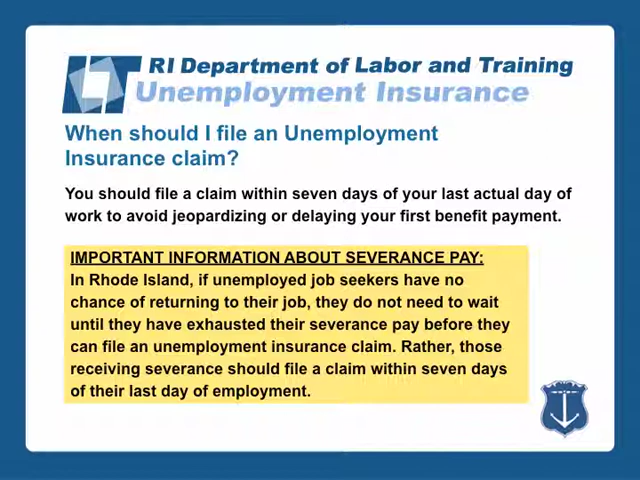 RI Department of Labor and Training
Unemployment Insurance
When should I file an Unemployment
Insurance claim?
You should file a claim within seven days of your last actual day of
work to avoid jeopardizing or delaying your first benefit payment.
IMPORTANT INFORMATION ABOUT SEVERANCE PAY:
In Rhode Island, if unemployed job seekers have no
chance of returning to their job, they do not need to wait
until they have exhausted their severance pay before they
can file an unemployment insurance claim. Rather, those
receiving severance should file a claim within seven days
of their last day of employment.